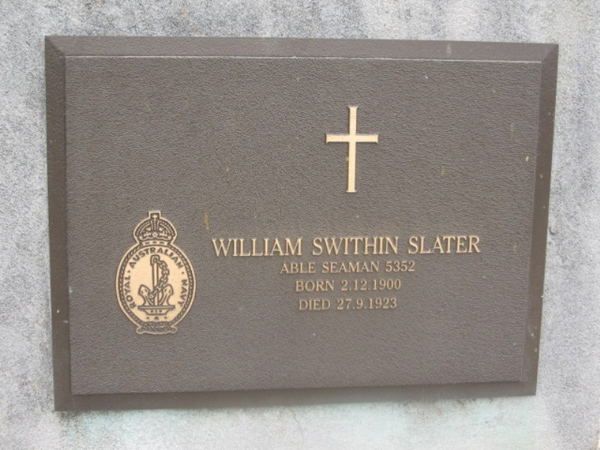 WILLIAM SWITHIN SLATER
ABLE SEAMAN 5352
BORN 2.12.1900
DIED 27.9.1923
ROYAL · AUSTRALIAN · NAVY